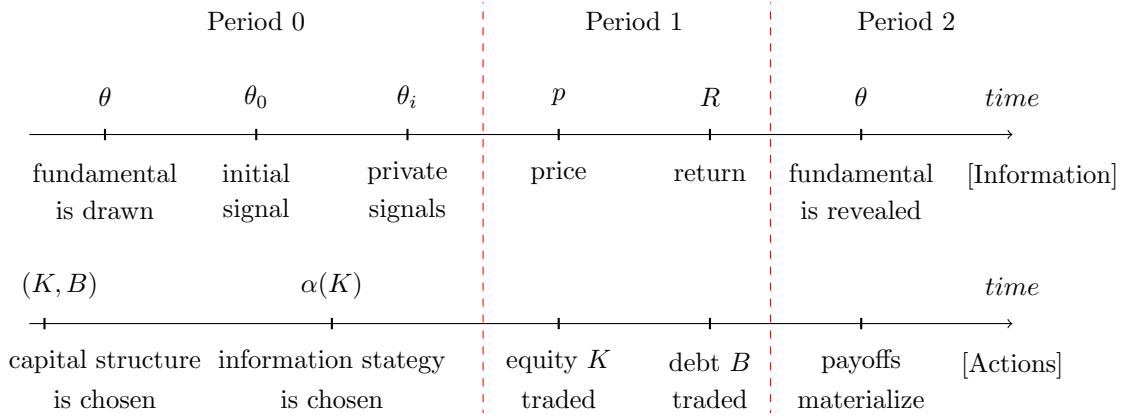 Period 0 Period 1 Period 2
θ θ₀ θᵢ p R θ time
fundamental initial private price return fundamental [Information]
is drawn signal signals is revealed
(K, B) α(K) time
capital structure information stategy equity K debt B payoffs [Actions]
is chosen is chosen traded traded materialize